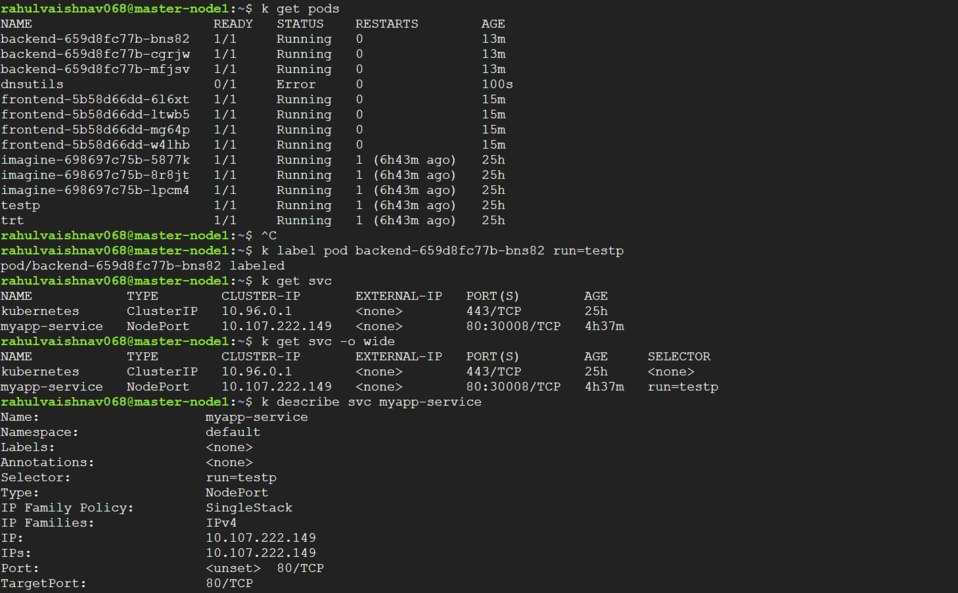 rahulvaishnav068@master-node1:~$ k get pods
NAME READY STATUS RESTARTS AGE
backend-659d8fc77b-bns82 1/1 Running 0 13m
backend-659d8fc77b-cgrjw 1/1 Running 0 13m
backend-659d8fc77b-mfjsv 1/1 Running 0 13m
dnsutils 0/1 Error 0 100s
frontend-5b58d66dd-6l6xt 1/1 Running 0 15m
frontend-5b58d66dd-ltwb5 1/1 Running 0 15m
frontend-5b58d66dd-mg64p 1/1 Running 0 15m
frontend-5b58d66dd-w4lhb 1/1 Running 0 15m
imagine-698697c75b-5877k 1/1 Running 1 (6h43m ago) 25h
imagine-698697c75b-8r8jt 1/1 Running 1 (6h43m ago) 25h
imagine-698697c75b-lpcm4 1/1 Running 1 (6h43m ago) 25h
testp 1/1 Running 1 (6h43m ago) 25h
trt 1/1 Running 1 (6h43m ago) 25h
rahulvaishnav068@master-node1:~$ ^C
rahulvaishnav068@master-node1:~$ k label pod backend-659d8fc77b-bns82 run=testp
pod/backend-659d8fc77b-bns82 labeled
rahulvaishnav068@master-node1:~$ k get svc
NAME TYPE CLUSTER-IP EXTERNAL-IP PORT(S) AGE
kubernetes ClusterIP 10.96.0.1 <none> 443/TCP 25h
myapp-service NodePort 10.107.222.149 <none> 80:30008/TCP 4h37m
rahulvaishnav068@master-node1:~$ k get svc -o wide
NAME TYPE CLUSTER-IP EXTERNAL-IP PORT(S) AGE SELECTOR
kubernetes ClusterIP 10.96.0.1 <none> 443/TCP 25h <none>
myapp-service NodePort 10.107.222.149 <none> 80:30008/TCP 4h37m run=testp
rahulvaishnav068@master-node1:~$ k describe svc myapp-service
Name: myapp-service
Namespace: default
Labels: <none>
Annotations: <none>
Selector: run=testp
Type: NodePort
IP Family Policy: SingleStack
IP Families: IPv4
IP: 10.107.222.149
IPs: 10.107.222.149
Port: <unset> 80/TCP
TargetPort: 80/TCP